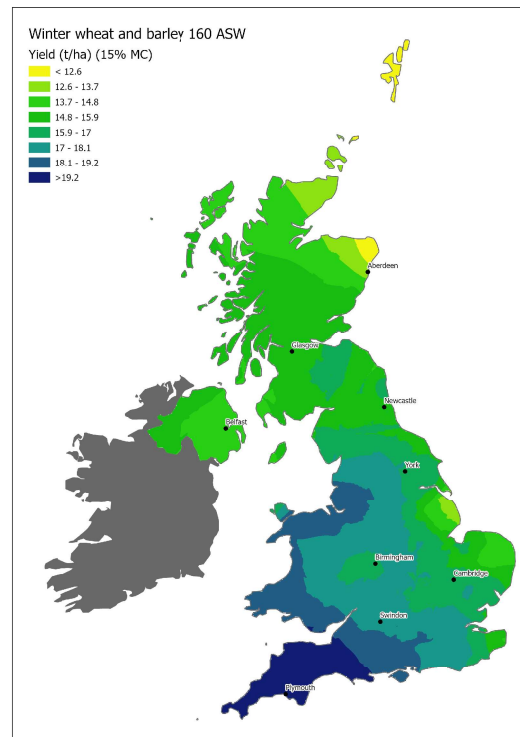 Winter wheat and barley 160 ASW
Yield (t/ha) (15% MC)
< 12.6
12.6 - 13.7
13.7 - 14.8
14.8 - 15.9
15.9 - 17
17 - 18.1
18.1 - 19.2
>19.2
Aberdeen
Glasgow
Newcastle
Belfast
York
Birmingham
Cambridge
Swindon
Plymouth